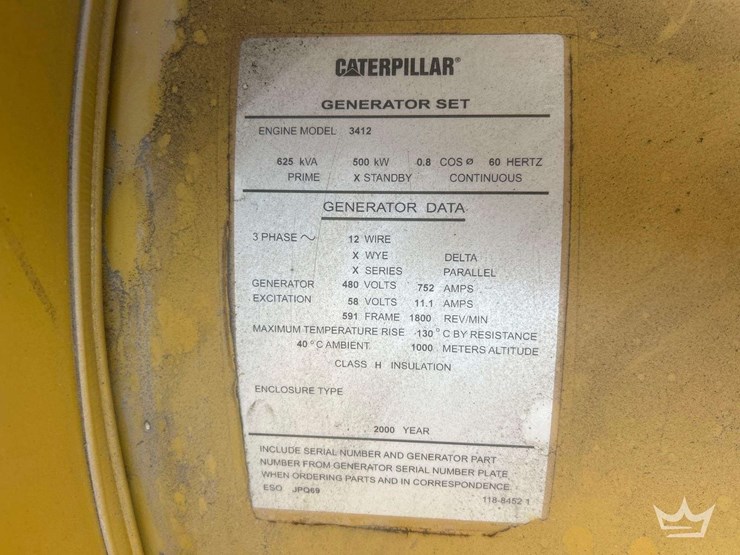 CATERPILLAR®
GENERATOR SET
ENGINE MODEL 3412
625 kVA 500 kW 0.8 COS Ø 60 HERTZ
PRIME X STANDBY CONTINUOUS
GENERATOR DATA
3 PHASE ~ 12 WIRE
X WYE DELTA
X SERIES PARALLEL
GENERATOR 480 VOLTS 752 AMPS
EXCITATION 58 VOLTS 11.1 AMPS
591 FRAME 1800 REV/MIN
MAXIMUM TEMPERATURE RISE 130 °C BY RESISTANCE
40 °C AMBIENT 1000 METERS ALTITUDE
CLASS H INSULATION
ENCLOSURE TYPE
2000 YEAR
INCLUDE SERIAL NUMBER AND GENERATOR PART
NUMBER FROM GENERATOR SERIAL NUMBER PLATE
WHEN ORDERING PARTS AND IN CORRESPONDENCE.
ESO JPQ69
118-8452 1